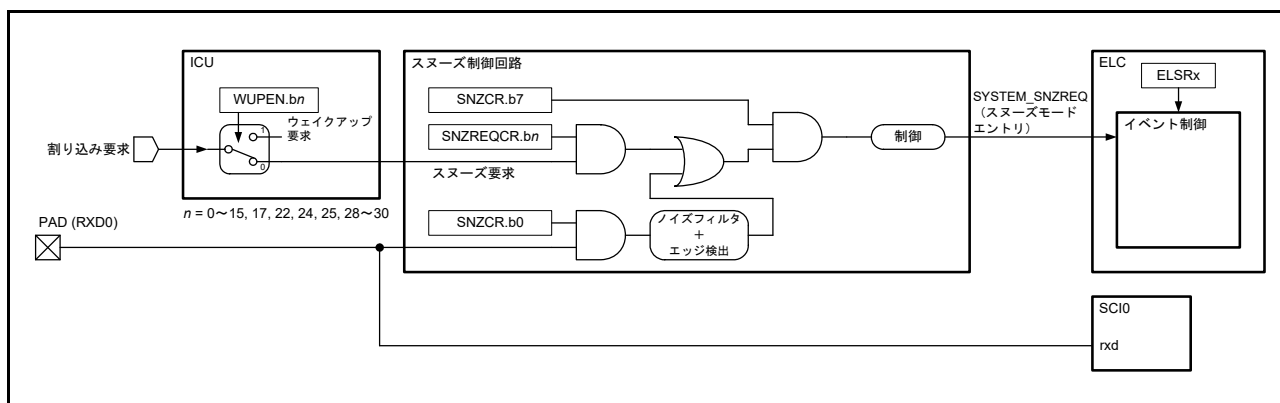 ICU
WUPEN.bn
1
ウェイクアップ
要求
0
割り込み要求
n = 0～15, 17, 22, 24, 25, 28～30
PAD (RXD0)
スヌーズ制御回路
SNZCR.b7
SNZREQCR.bn
スヌーズ要求
SNZCR.b0
ノイズフィルタ
＋
エッジ検出
制御
SYSTEM_SNZREQ
（スヌーズモード
エントリ）
ELC
ELSRx
イベント制御
SCI0
rxd